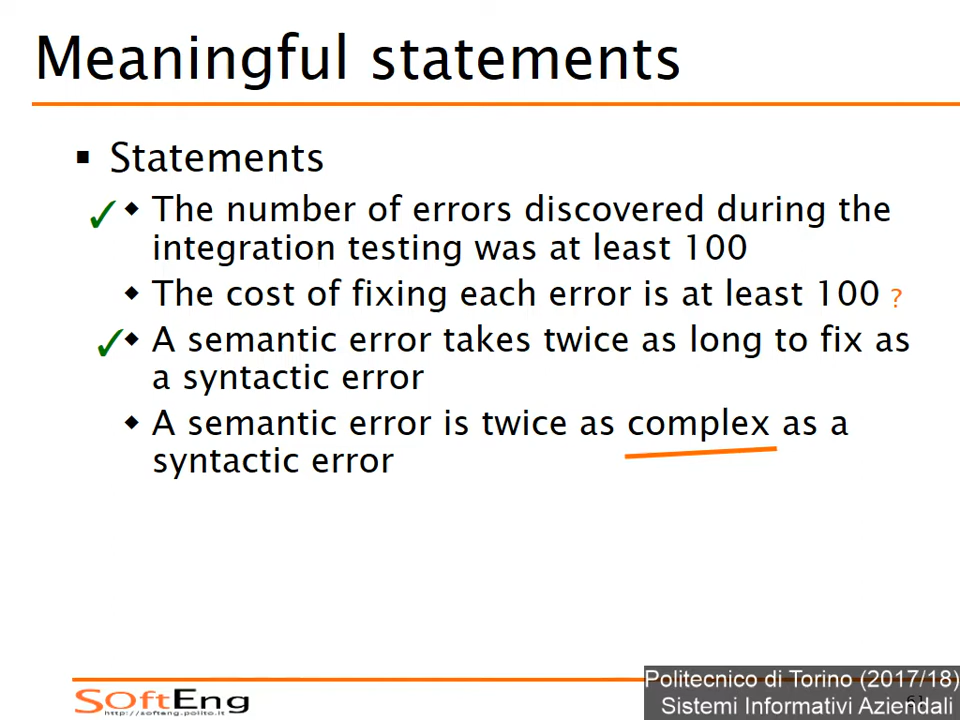 Meaningful statements
▪ Statements
✓◆ The number of errors discovered during the
integration testing was at least 100
◆ The cost of fixing each error is at least 100 ?
✓◆ A semantic error takes twice as long to fix as
a syntactic error
◆ A semantic error is twice as complex as a
syntactic error
SOftEng
http://softeng.polito.it
Politecnico di Torino (2017/18)
Sistemi Informativi Aziendali